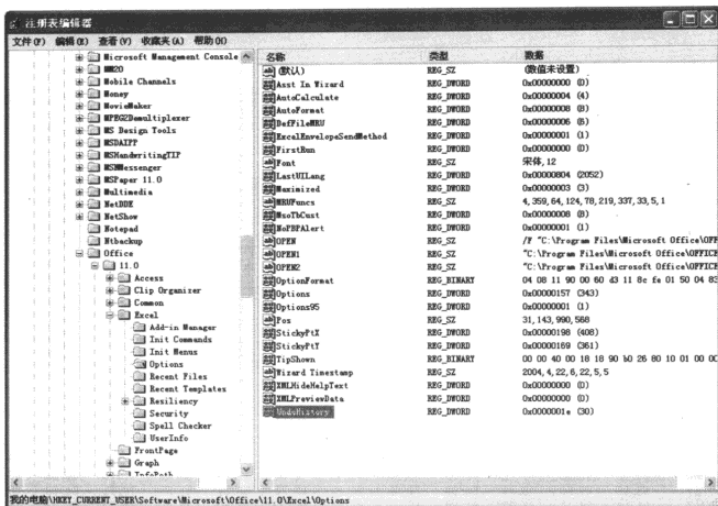 注册表编辑器
文件(F) 编辑(E) 查看(V) 收藏夹(A) 帮助(H)
Microsoft Management Console
MM20
Mobile Channels
Money
MovieMaker
MPEG2Demultiplexer
MS Design Tools
MSDAIPP
MSHandwritingTIP
MSNMessenger
MSPaper 11.0
Multimedia
NetDDE
NetShow
Notepad
Ntbackup
Office
11.0
Access
Clip Organizer
Common
Excel
Add-in Manager
Init Commands
Init Menus
Options
Recent Files
Recent Templates
Resiliency
Security
Spell Checker
UserInfo
FrontPage
Graph
InfoPath
名称 类型 数据
(默认) REG_SZ (数值未设置)
Asst In Wizard REG_DWORD 0x00000000 (0)
AutoCalculate REG_DWORD 0x00000004 (4)
AutoFormat REG_DWORD 0x00000008 (8)
DefFileMRU REG_DWORD 0x00000006 (6)
ExcelEnvelopeSendMethod REG_DWORD 0x00000001 (1)
FirstRun REG_DWORD 0x00000000 (0)
Font REG_SZ 宋体,12
LastUILang REG_DWORD 0x00000804 (2052)
Maximized REG_DWORD 0x00000003 (3)
MRUFuncs REG_SZ 4,359,64,124,78,219,337,33,5,1
MsoTbCust REG_DWORD 0x00000008 (8)
NoPBPAlert REG_DWORD 0x00000001 (1)
OPEN REG_SZ /F "C:\Program Files\Microsoft Office\OFF
OPEN1 REG_SZ "C:\Program Files\Microsoft Office\OFFICE
OPEN2 REG_SZ "C:\Program Files\Microsoft Office\OFFICE
OptionFormat REG_BINARY 04 08 11 90 00 60 d3 11 8c fe 01 50 04 83
Options REG_DWORD 0x00000157 (343)
Options95 REG_DWORD 0x00000001 (1)
Pos REG_SZ 31,143,990,568
StickyPtX REG_DWORD 0x00000198 (408)
StickyPtY REG_DWORD 0x00000169 (361)
TipShown REG_BINARY 00 00 40 00 18 18 90 b0 26 80 10 01 00 00
Wizard Timestamp REG_SZ 2004,4,22,6,22,5,5
XMLHideHelpText REG_DWORD 0x00000000 (0)
XMLPreviewData REG_DWORD 0x00000000 (0)
UndoHistory REG_DWORD 0x0000001e (30)
我的电脑\HKEY_CURRENT_USER\Software\Microsoft\Office\11.0\Excel\Options